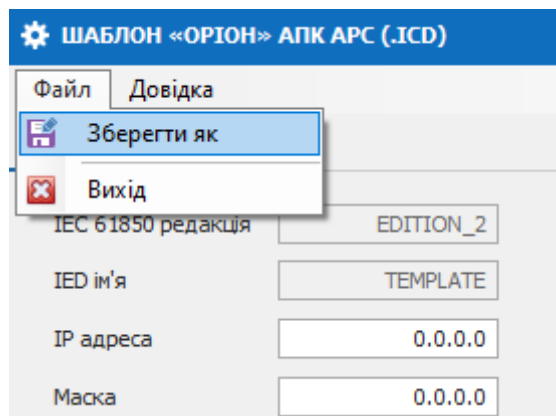 ШАБЛОН «ОРІОН» АПК АРС (.ICD)
Файл Довідка
Зберегти як
Вихід
IEC 61850 редакція EDITION_2
IED ім'я TEMPLATE
IP адреса 0.0.0.0
Маска 0.0.0.0